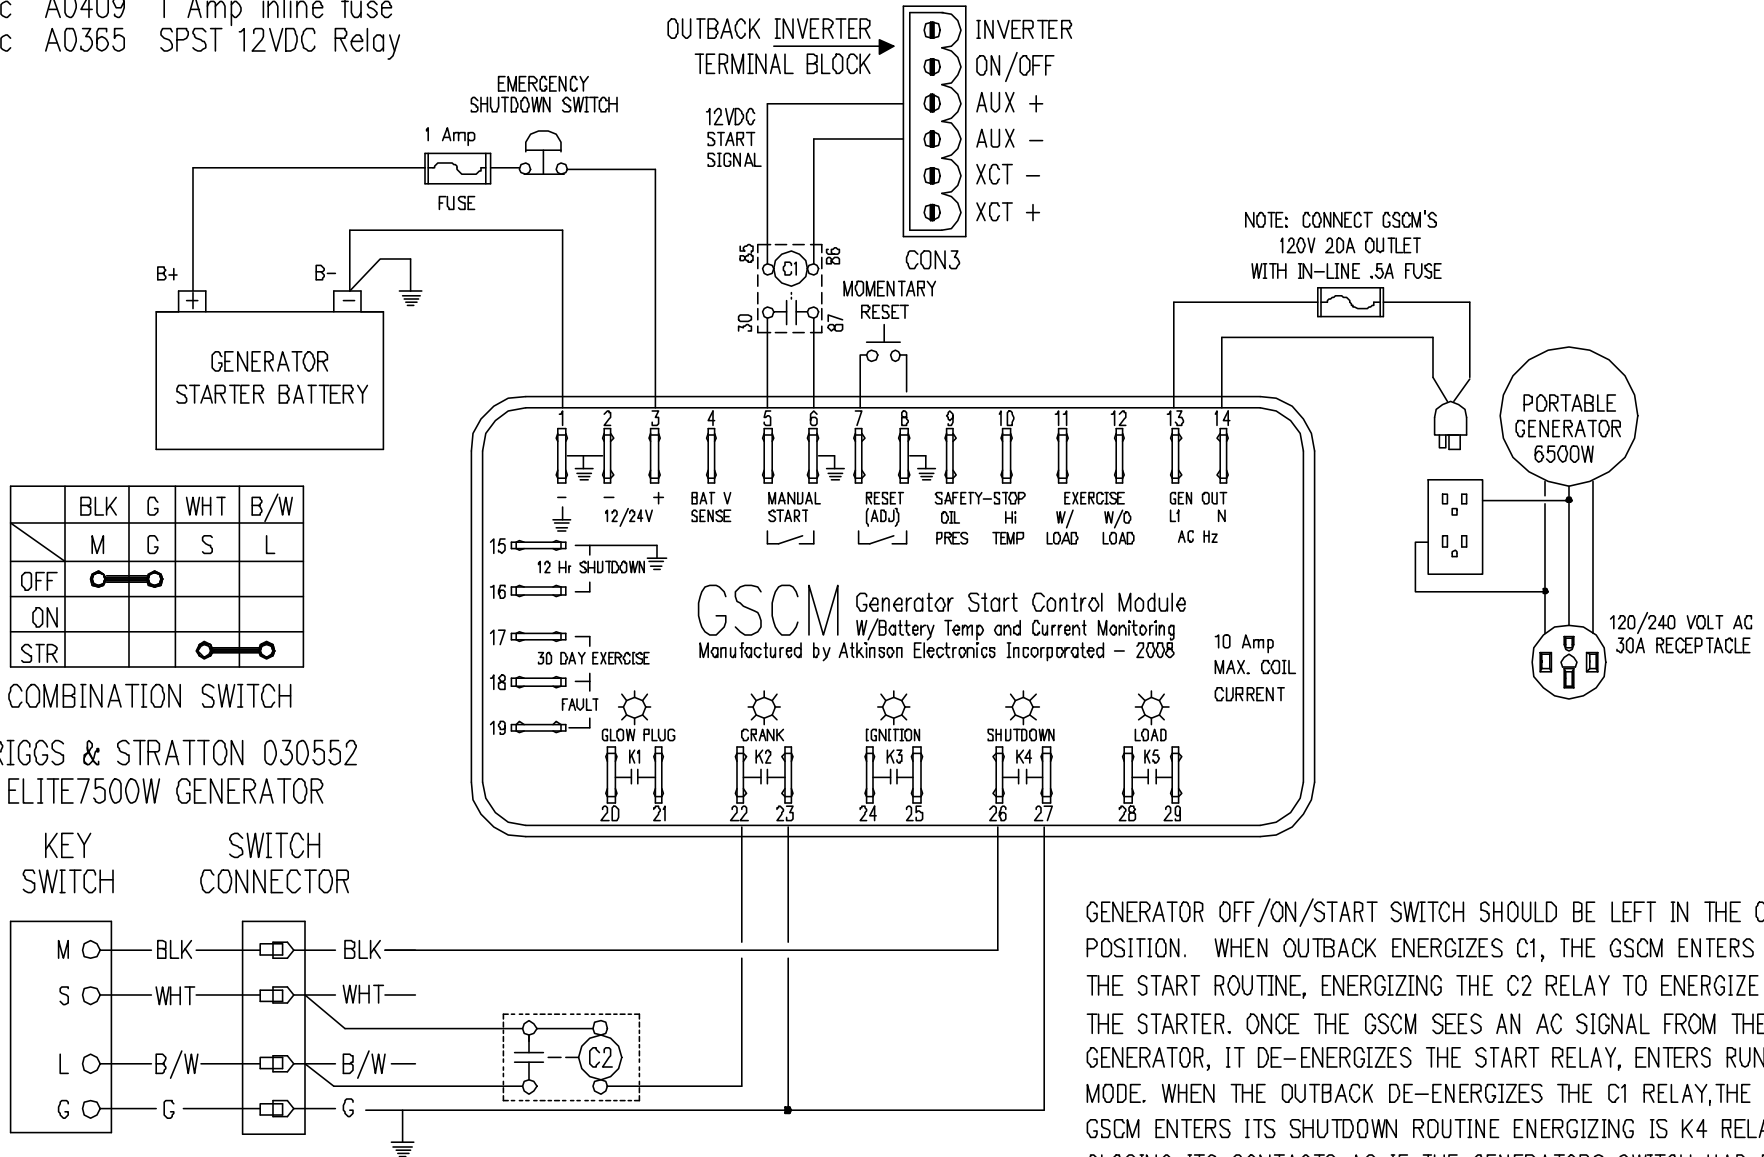 c A0409 1 Amp inline fuse
c A0365 SPST 12VDC Relay
EMERGENCY
SHUTDOWN SWITCH
1 Amp
FUSE
B+
B-
+
-
GENERATOR
STARTER BATTERY
OUTBACK INVERTER
TERMINAL BLOCK
INVERTER
ON/OFF
AUX +
AUX -
XCT -
XCT +
CON3
12VDC
START
SIGNAL
85
C1
86
30
87
MOMENTARY
RESET
NOTE: CONNECT GSCM'S
120V 20A OUTLET
WITH IN-LINE .5A FUSE
PORTABLE
GENERATOR
6500W
120/240 VOLT AC
30A RECEPTACLE
1 2 3 4 5 6 7 8 9 10 11 12 13 14
- - +
12/24V
BAT V
SENSE
MANUAL
START
RESET
(ADJ)
SAFETY-STOP
OIL Hi
PRES TEMP
EXERCISE
W/ W/O
LOAD LOAD
GEN OUT
L1 N
AC Hz
15
12 Hr SHUTDOWN
16
17
30 DAY EXERCISE
18
FAULT
19
GSCM Generator Start Control Module
W/Battery Temp and Current Monitoring
Manufactured by Atkinson Electronics Incorporated - 2008
10 Amp
MAX. COIL
CURRENT
GLOW PLUG CRANK IGNITION SHUTDOWN LOAD
K1 K2 K3 K4 K5
20 21 22 23 24 25 26 27 28 29
BLK G WHT B/W
M G S L
OFF
ON
STR
COMBINATION SWITCH
RIGGS & STRATTON 030552
ELITE7500W GENERATOR
KEY
SWITCH
SWITCH
CONNECTOR
M BLK BLK
S WHT WHT
L B/W B/W
G G G
C2
GENERATOR OFF/ON/START SWITCH SHOULD BE LEFT IN THE
POSITION. WHEN OUTBACK ENERGIZES C1, THE GSCM ENTERS
THE START ROUTINE, ENERGIZING THE C2 RELAY TO ENERGIZE
THE STARTER. ONCE THE GSCM SEES AN AC SIGNAL FROM THE
GENERATOR, IT DE-ENERGIZES THE START RELAY, ENTERS RUN
MODE. WHEN THE OUTBACK DE-ENERGIZES THE C1 RELAY,THE
GSCM ENTERS ITS SHUTDOWN ROUTINE ENERGIZING IS K4 RELA